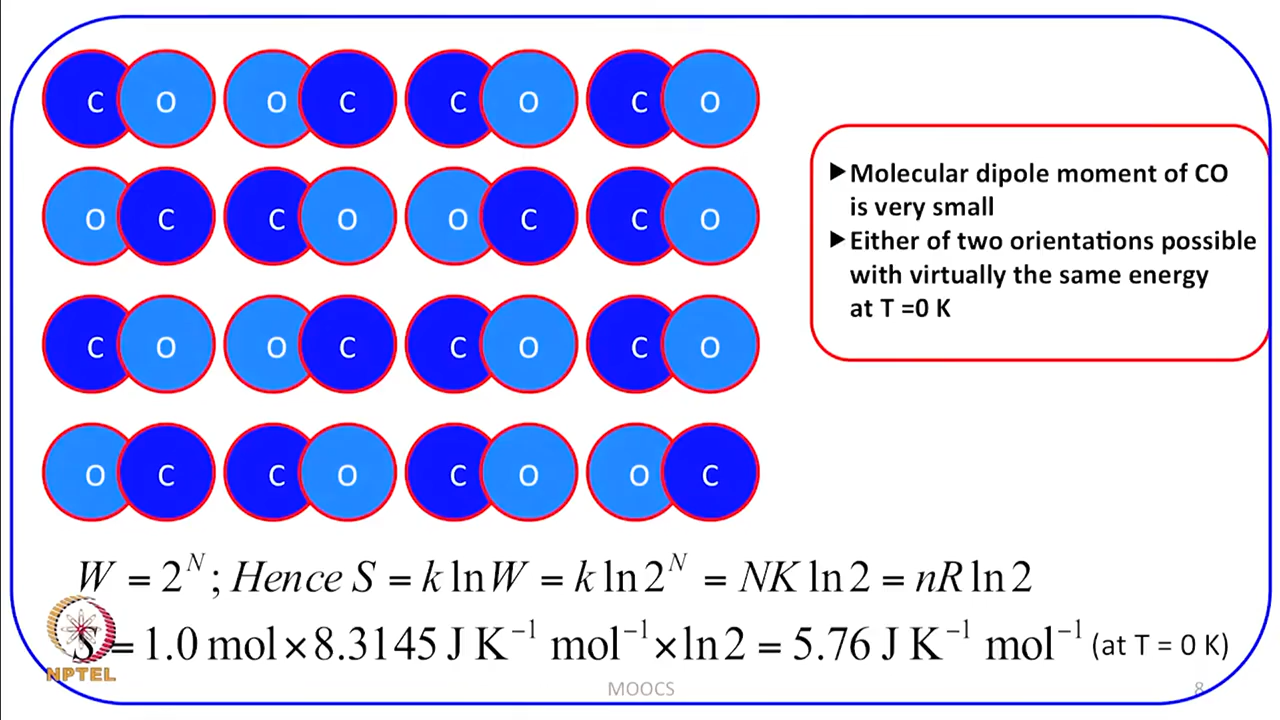 C O O C C O C O
O C C O O C C O
C O O C C O C O
O C C O C O O C
➤Molecular dipole moment of CO
is very small
➤Either of two orientations possible
with virtually the same energy
at T =0 K
W = 2^N ; Hence S = k ln W = k ln 2^N = NK ln 2 = nR ln 2
S = 1.0 mol × 8.3145 J K⁻¹ mol⁻¹ × ln 2 = 5.76 J K⁻¹ mol⁻¹ (at T = 0 K)
NPTEL
MOOCS
8